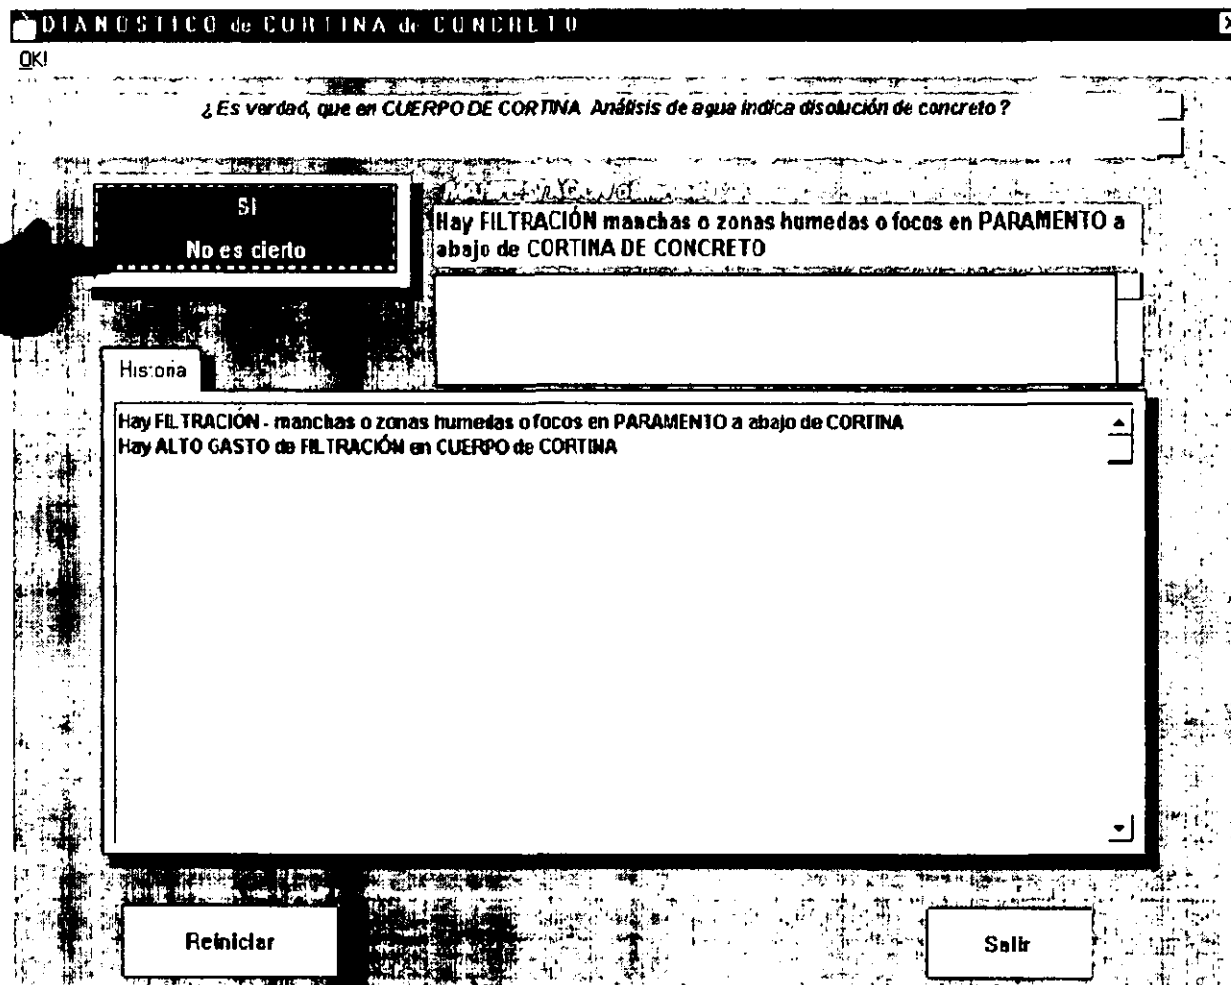 DIANOSTICO de CORTINA de CONCRETO
OK!
¿ Es verdad, que en CUERPO DE CORTINA Análisis de agua indica disolución de concreto ?
SI
No es cierto
Hay FILTRACIÓN manchas o zonas humedas o focos en PARAMENTO a
abajo de CORTINA DE CONCRETO
Historia
Hay FILTRACIÓN - manchas o zonas humedas o focos en PARAMENTO a abajo de CORTINA
Hay ALTO GASTO de FILTRACIÓN en CUERPO de CORTINA
Reiniciar
Salir